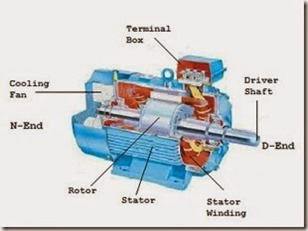 Terminal
Box
Cooling
Fan
Driver
Shaft
N-End
D-End
Rotor
Stator
Stator
Winding